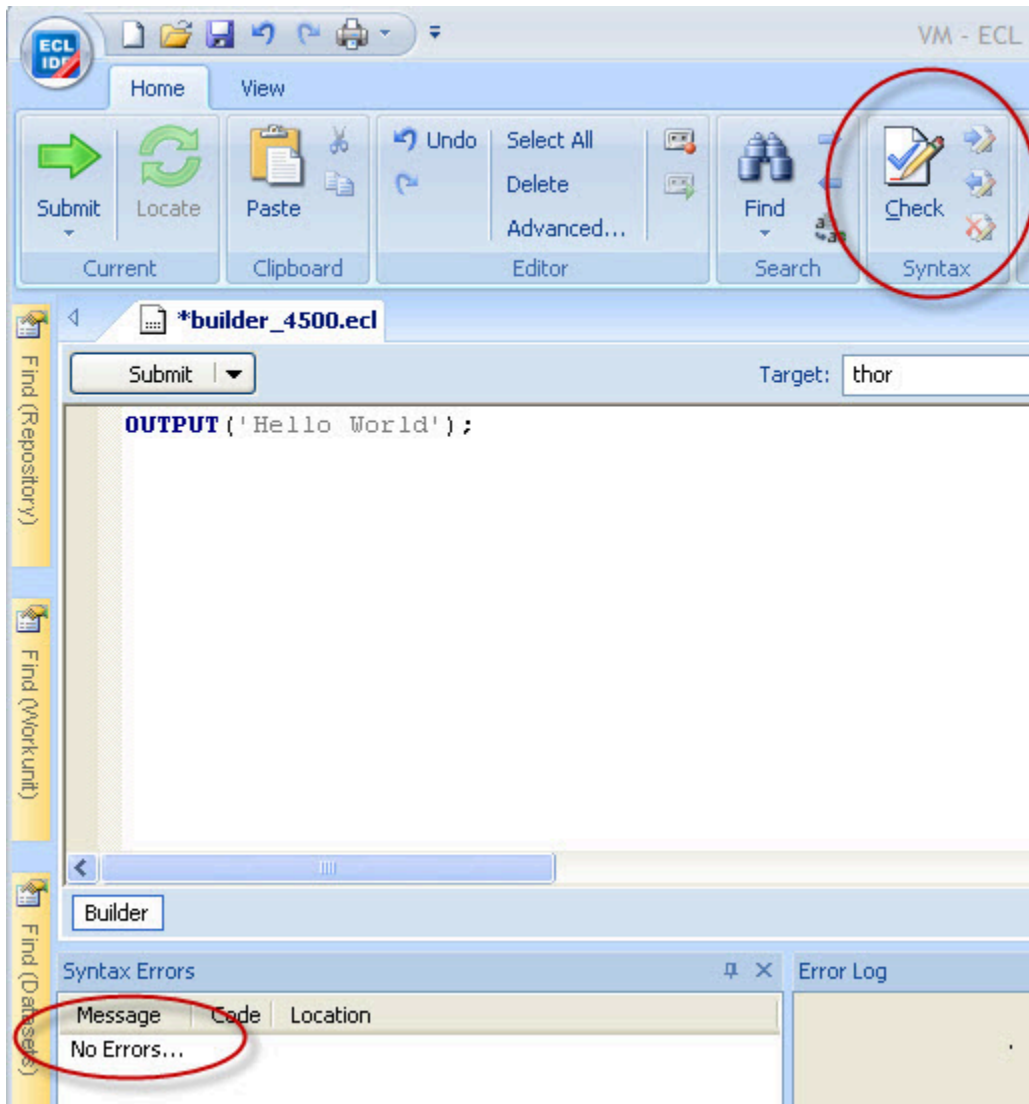 ECL
IDE
VM - ECL
Home View
Submit Locate Paste Undo Select All Delete Advanced... Find Check
Current Clipboard Editor Search Syntax
*builder_4500.ecl
Submit Target: thor
OUTPUT('Hello World');
Find (Repository)
Find (Workunit)
Find (Datasets)
Builder
Syntax Errors Error Log
Message Code Location
No Errors...